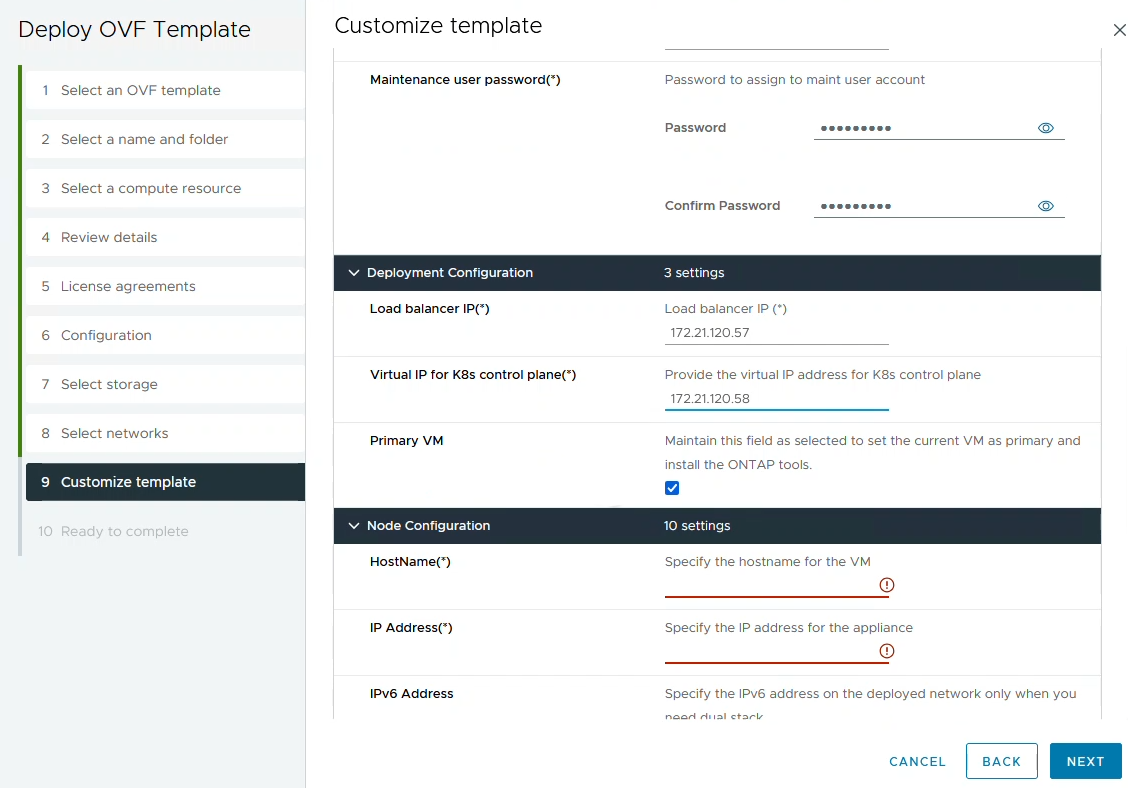 Deploy OVF Template
1 Select an OVF template
2 Select a name and folder
3 Select a compute resource
4 Review details
5 License agreements
6 Configuration
7 Select storage
8 Select networks
9 Customize template
10 Ready to complete
Customize template
Maintenance user password(*)
Password to assign to maint user account
Password •••••••••
Confirm Password •••••••••
Deployment Configuration 3 settings
Load balancer IP(*)
Load balancer IP (*)
172.21.120.57
Virtual IP for K8s control plane(*)
Provide the virtual IP address for K8s control plane
172.21.120.58
Primary VM
Maintain this field as selected to set the current VM as primary and
install the ONTAP tools.
Node Configuration 10 settings
HostName(*)
Specify the hostname for the VM
IP Address(*)
Specify the IP address for the appliance
IPv6 Address
Specify the IPv6 address on the deployed network only when you
need dual stack
CANCEL
BACK
NEXT